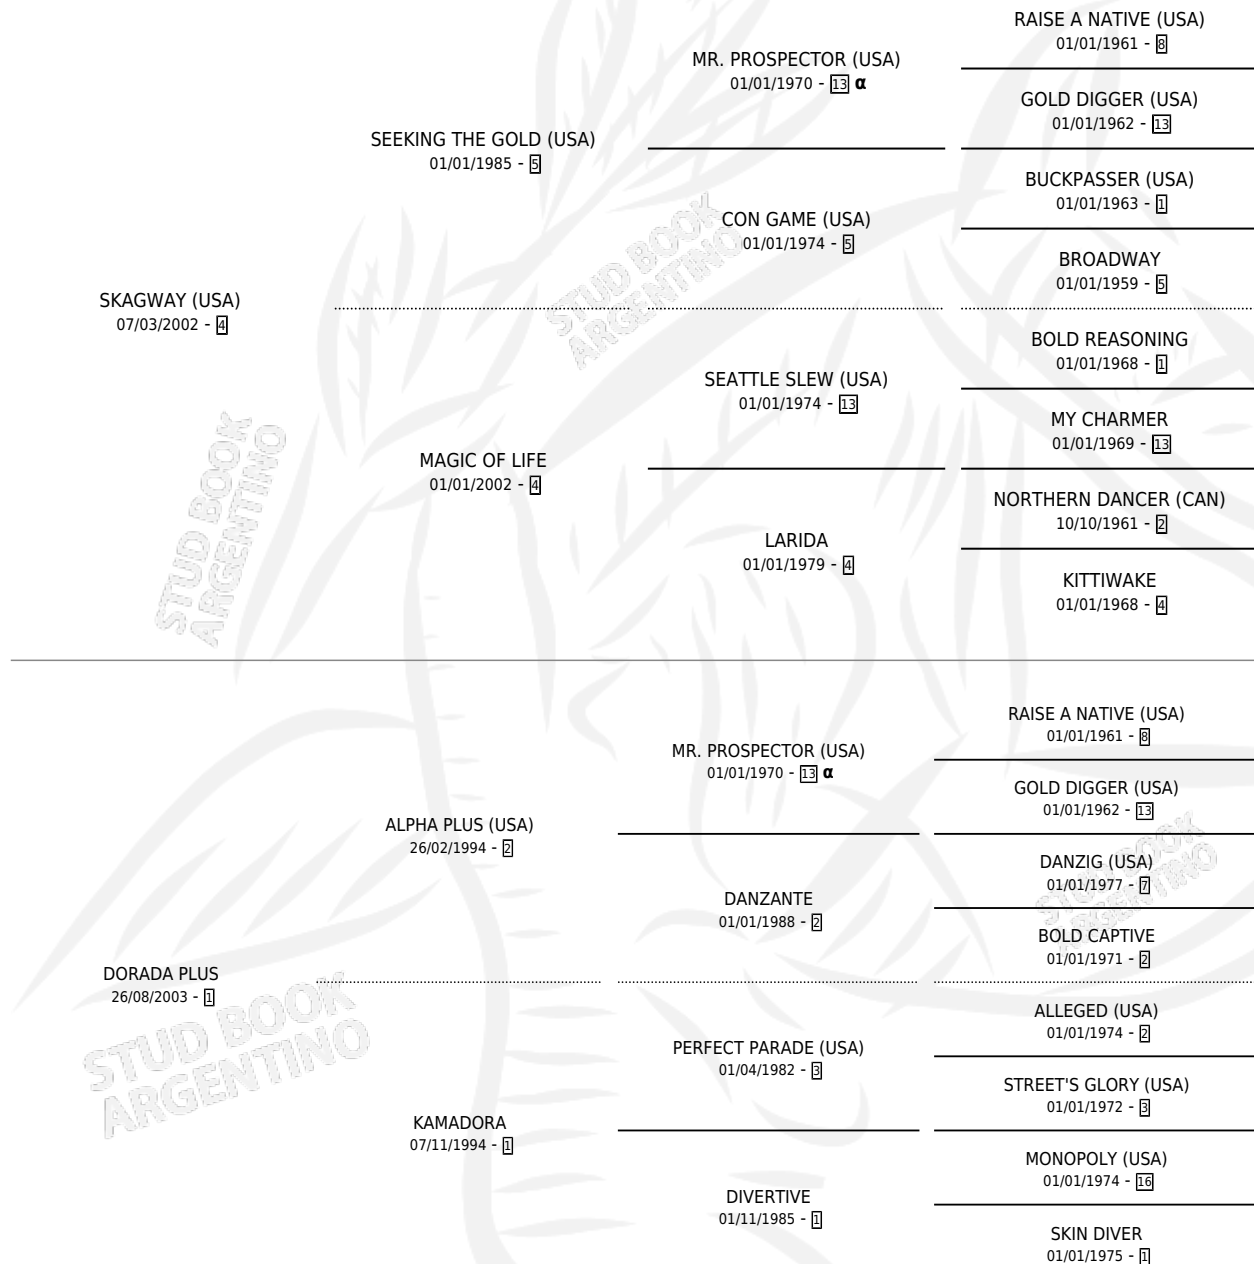 RAISE A NATIVE (USA)
01/01/1961 - 8
MR. PROSPECTOR (USA)
01/01/1970 - 13 α
GOLD DIGGER (USA)
01/01/1962 - 13
SEEKING THE GOLD (USA)
01/01/1985 - 5
BUCKPASSER (USA)
01/01/1963 - 1
CON GAME (USA)
01/01/1974 - 5
BROADWAY
01/01/1959 - 5
SKAGWAY (USA)
07/03/2002 - 4
BOLD REASONING
01/01/1968 - 1
SEATTLE SLEW (USA)
01/01/1974 - 13
MY CHARMER
01/01/1969 - 13
MAGIC OF LIFE
01/01/2002 - 4
NORTHERN DANCER (CAN)
10/10/1961 - 2
LARIDA
01/01/1979 - 4
KITTIWAKE
01/01/1968 - 4
RAISE A NATIVE (USA)
01/01/1961 - 8
MR. PROSPECTOR (USA)
01/01/1970 - 13 α
GOLD DIGGER (USA)
01/01/1962 - 13
ALPHA PLUS (USA)
26/02/1994 - 2
DANZIG (USA)
01/01/1977 - 7
DANZANTE
01/01/1988 - 2
BOLD CAPTIVE
01/01/1971 - 2
DORADA PLUS
26/08/2003 - 1
ALLEGED (USA)
01/01/1974 - 2
PERFECT PARADE (USA)
01/04/1982 - 3
STREET'S GLORY (USA)
01/01/1972 - 3
KAMADORA
07/11/1994 - 1
MONOPOLY (USA)
01/01/1974 - 16
DIVERTIVE
01/11/1985 - 1
SKIN DIVER
01/01/1975 - 1
STUD BOOK
ARGENTINO
STUD BOOK
ARGENTINO
STUD BOOK
ARGENTINO
STUD BOOK
ARGENTINO